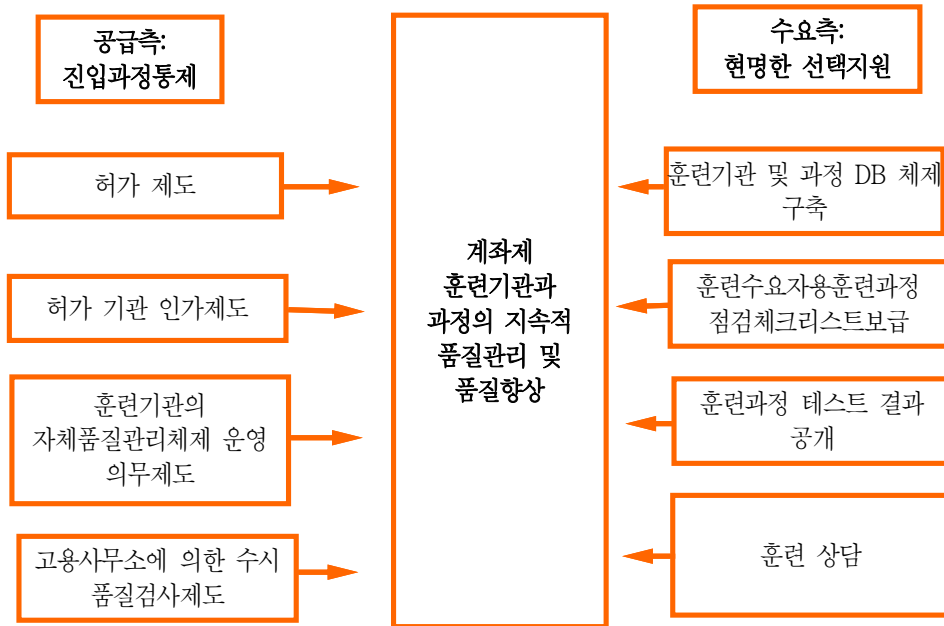 공급측:
진입과정통제
허가 제도
허가 기관 인가제도
훈련기관의
자체품질관리체제 운영
의무제도
고용사무소에 의한 수시
품질검사제도
계좌제
훈련기관과
과정의 지속적
품질관리 및
품질향상
수요측:
현명한 선택지원
훈련기관 및 과정 DB 체제
구축
훈련수요자용훈련과정
점검체크리스트보급
훈련과정 테스트 결과
공개
훈련 상담